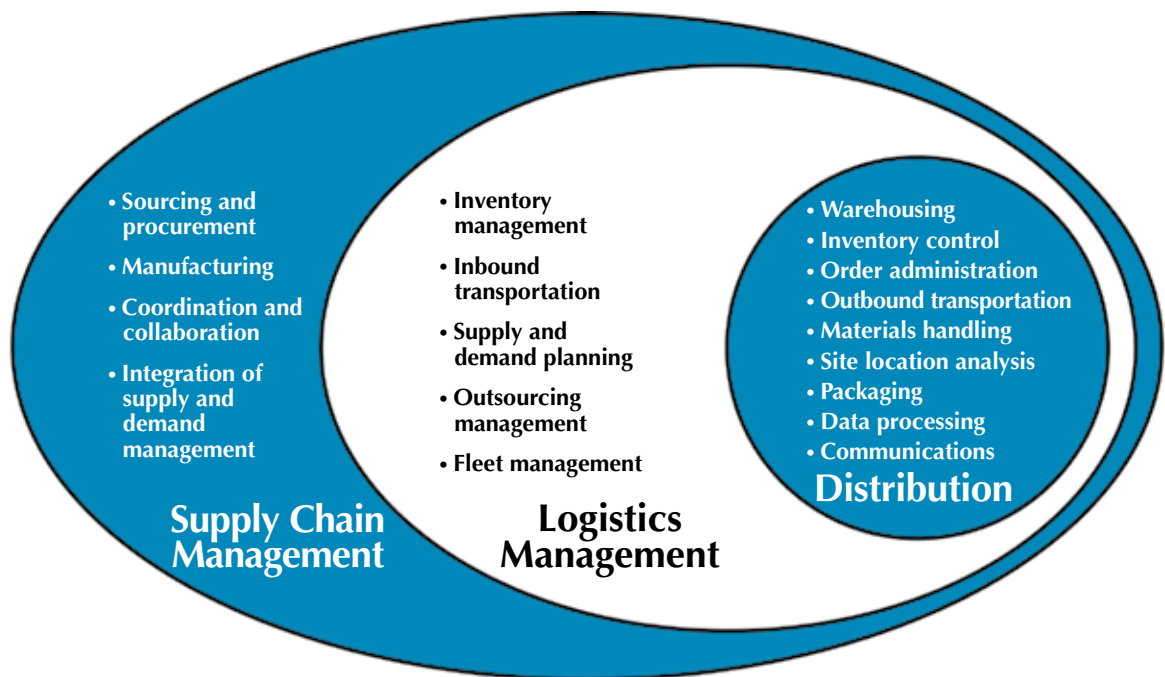 • Sourcing and
procurement
• Manufacturing
• Coordination and
collaboration
• Integration of
supply and
demand
management
Supply Chain
Management
• Inventory
management
• Inbound
transportation
• Supply and
demand planning
• Outsourcing
management
• Fleet management
Logistics
Management
• Warehousing
• Inventory control
• Order administration
• Outbound transportation
• Materials handling
• Site location analysis
• Packaging
• Data processing
• Communications
Distribution